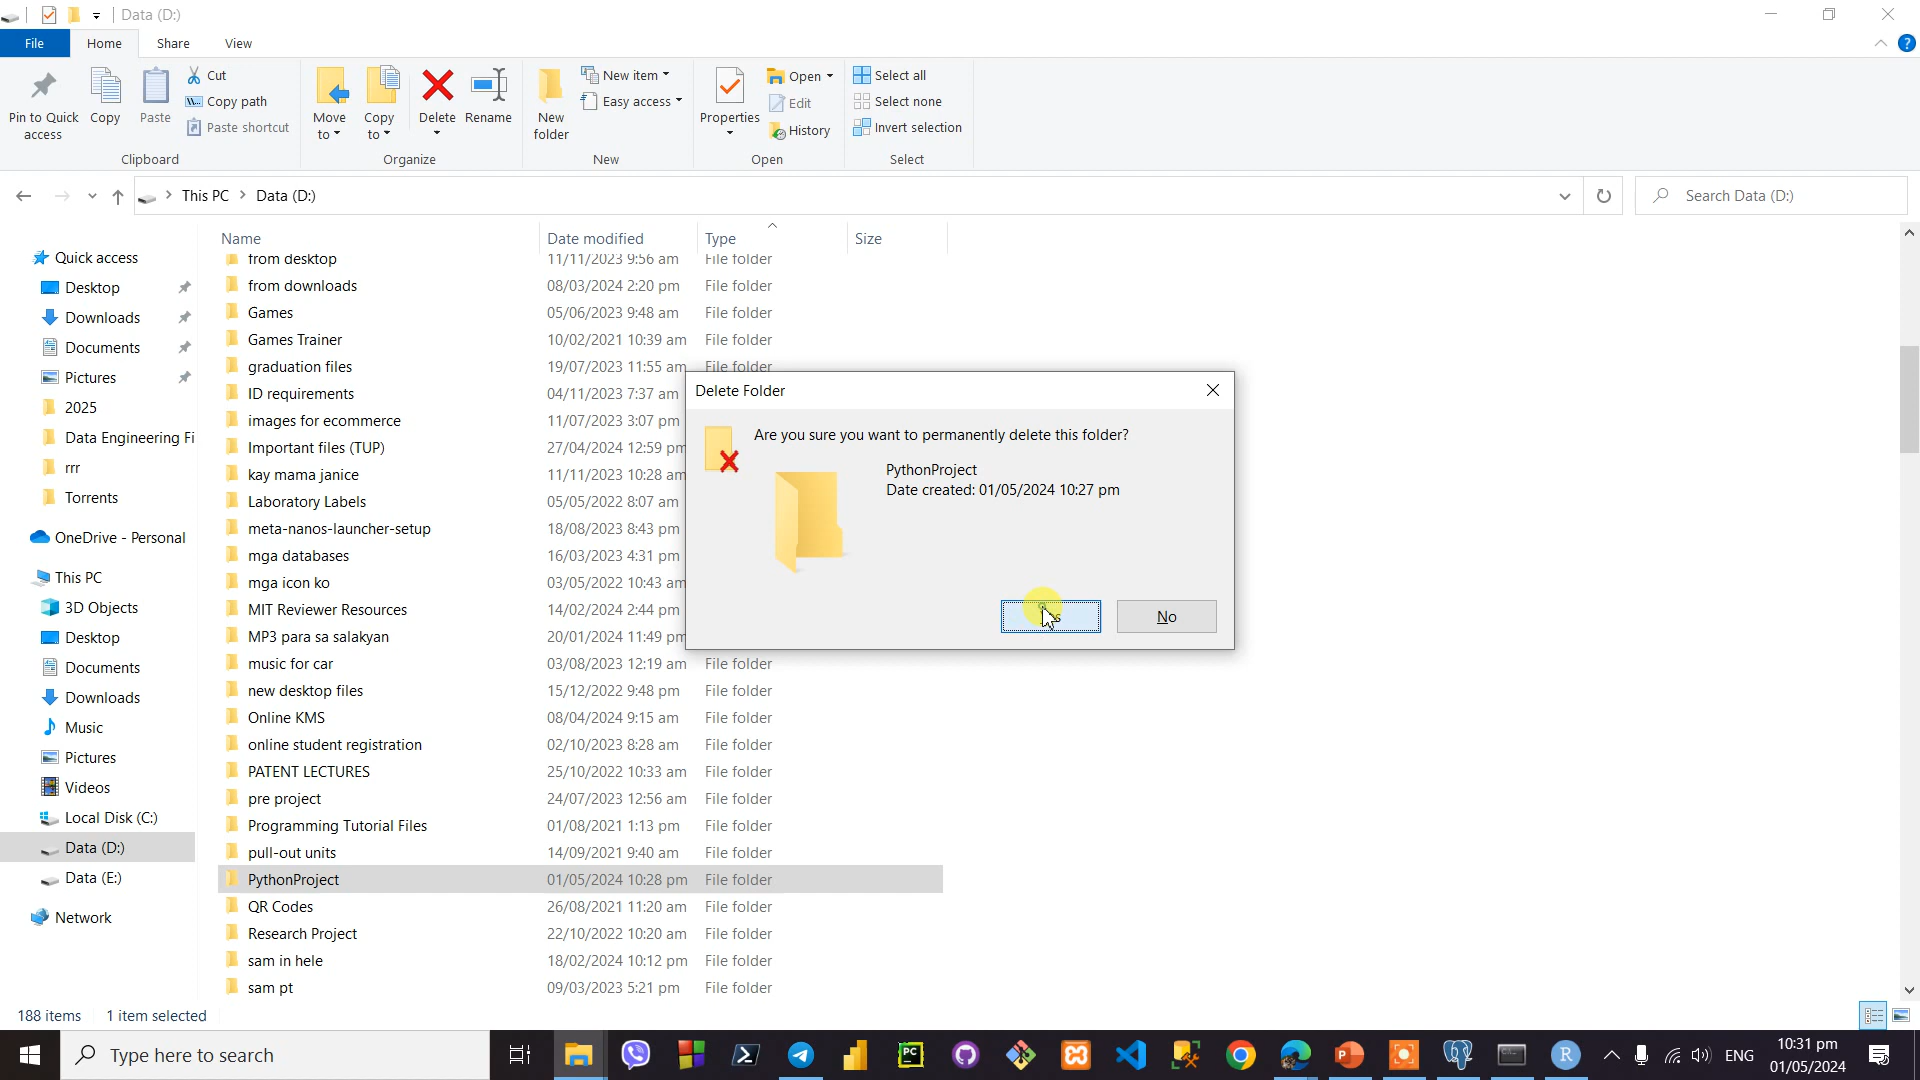 Data (D:)
File Home Share View
Pin to Quick access
Copy
Paste
Cut
Copy path
Paste shortcut
Clipboard
Move to
Copy to
Delete
Rename
Organize
New folder
New item
Easy access
New
Properties
Open
Edit
History
Open
Select all
Select none
Invert selection
Select
This PC > Data (D:)
Search Data (D:)
Quick access
Desktop
Downloads
Documents
Pictures
2025
Data Engineering Fi
rrr
Torrents
OneDrive - Personal
This PC
3D Objects
Desktop
Documents
Downloads
Music
Pictures
Videos
Local Disk (C:)
Data (D:)
Data (E:)
Network
Name Date modified Type Size
from desktop 11/11/2023 9:56 am File folder
from downloads 08/03/2024 2:20 pm File folder
Games 05/06/2023 9:48 am File folder
Games Trainer 10/02/2021 10:39 am File folder
graduation files 19/07/2023 11:55 am File folder
ID requirements 04/11/2023 7:37 am
images for ecommerce 11/07/2023 3:07 pm
Important files (TUP) 27/04/2024 12:59 pm
kay mama janice 11/11/2023 10:28 am
Laboratory Labels 05/05/2022 8:07 am
meta-nanos-launcher-setup 18/08/2023 8:43 pm
mga databases 16/03/2023 4:31 pm
mga icon ko 03/05/2022 10:43 am
MIT Reviewer Resources 14/02/2024 2:44 pm
MP3 para sa salakyan 20/01/2024 11:49 pm
music for car 03/08/2023 12:19 am File folder
new desktop files 15/12/2022 9:48 pm File folder
Online KMS 08/04/2024 9:15 am File folder
online student registration 02/10/2023 8:28 am File folder
PATENT LECTURES 25/10/2022 10:33 am File folder
pre project 24/07/2023 12:56 am File folder
Programming Tutorial Files 01/08/2021 1:13 pm File folder
pull-out units 14/09/2021 9:40 am File folder
PythonProject 01/05/2024 10:28 pm File folder
QR Codes 26/08/2021 11:20 am File folder
Research Project 22/10/2022 10:20 am File folder
sam in hele 18/02/2024 10:12 pm File folder
sam pt 09/03/2023 5:21 pm File folder
Delete Folder
Are you sure you want to permanently delete this folder?
PythonProject
Date created: 01/05/2024 10:27 pm
No
188 items 1 item selected
Type here to search
PC
R
ENG
10:31 pm
01/05/2024